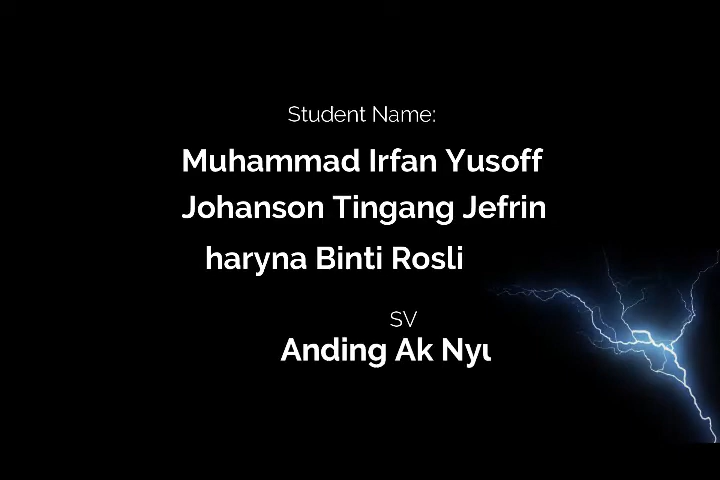 Student Name:
Muhammad Irfan Yusoff
Johanson Tingang Jefrin
haryna Binti Rosli
SV
Anding Ak